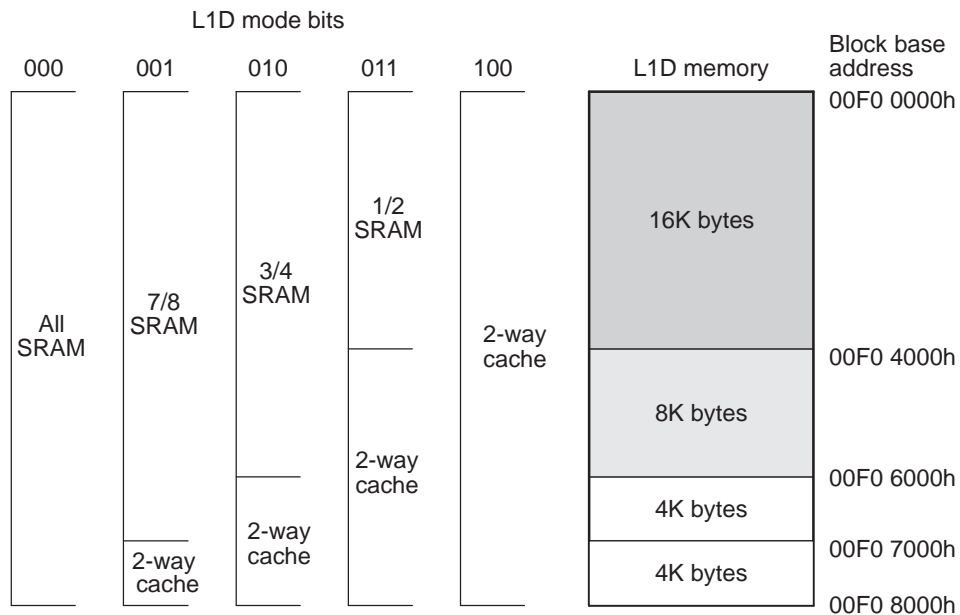 L1D mode bits
000 001 010 011 100 L1D memory Block base
address
00F0 0000h
1/2
SRAM
16K bytes
3/4
SRAM
7/8
SRAM
All
SRAM
2-way
cache
00F0 4000h
8K bytes
2-way
cache
00F0 6000h
4K bytes
2-way
cache
00F0 7000h
2-way
cache
4K bytes
00F0 8000h